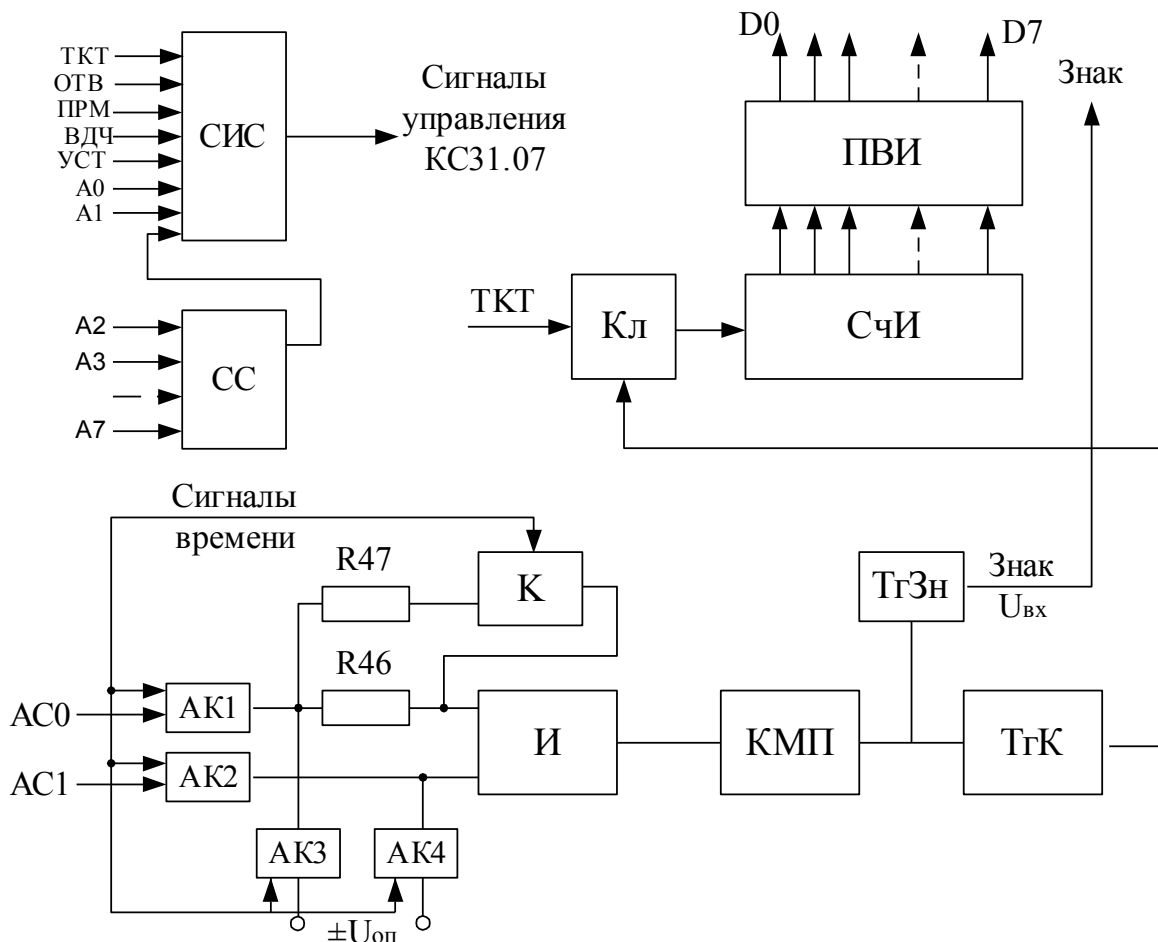 ТКТ
ОТВ
ПРМ
ВДЧ
УСТ
А0
А1
СИС
Сигналы
управления
КС31.07
D0
D7
Знак
ПВИ
А2
А3
А7
СС
ТКТ
Кл
СчИ
Сигналы
времени
R47
К
R46
АС0
АК1
АС1
АК2
И
КМП
ТгЗн
Знак
Uвх
ТгК
АК3
АК4
±Uоп